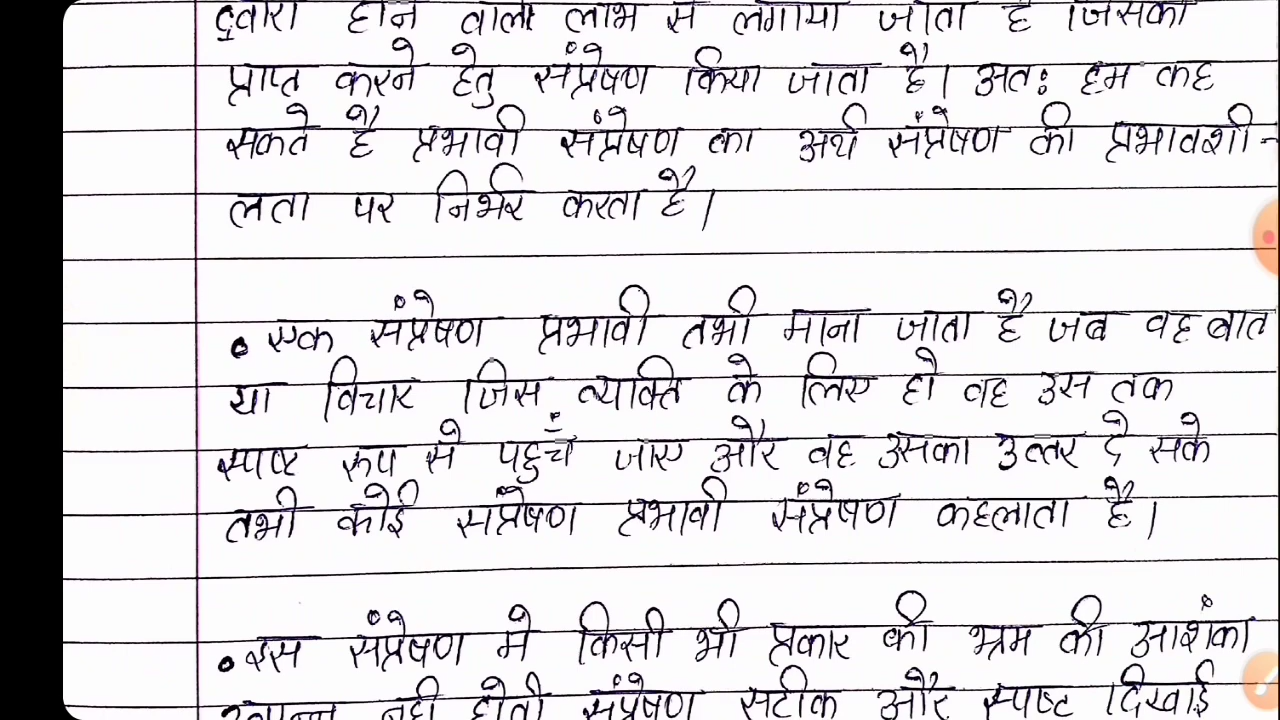 द्वारा होने वाले लाभ से लगाया जाता है जिसको
प्राप्त करने हेतु संप्रेषण किया जाता है। अतः हम कह
सकते है प्रभावी संप्रेषण का अर्थ संप्रेषण की प्रभावशी-
लता पर निर्भर करता है।
• एक संप्रेषण प्रभावी तभी माना जाता है जब वह बात
या विचार जिस व्यक्ति के लिए हो वह उस तक
स्पष्ट रूप से पहुँच जाए और वह उसका उत्तर दे सके
तभी कोई संप्रेषण प्रभावी संप्रेषण कहलाता है।
• इस संप्रेषण मे किसी भी प्रकार की भ्रम की आशंका
उत्पन्न नही होती संप्रेषण सटीक और स्पष्ट दिखाई